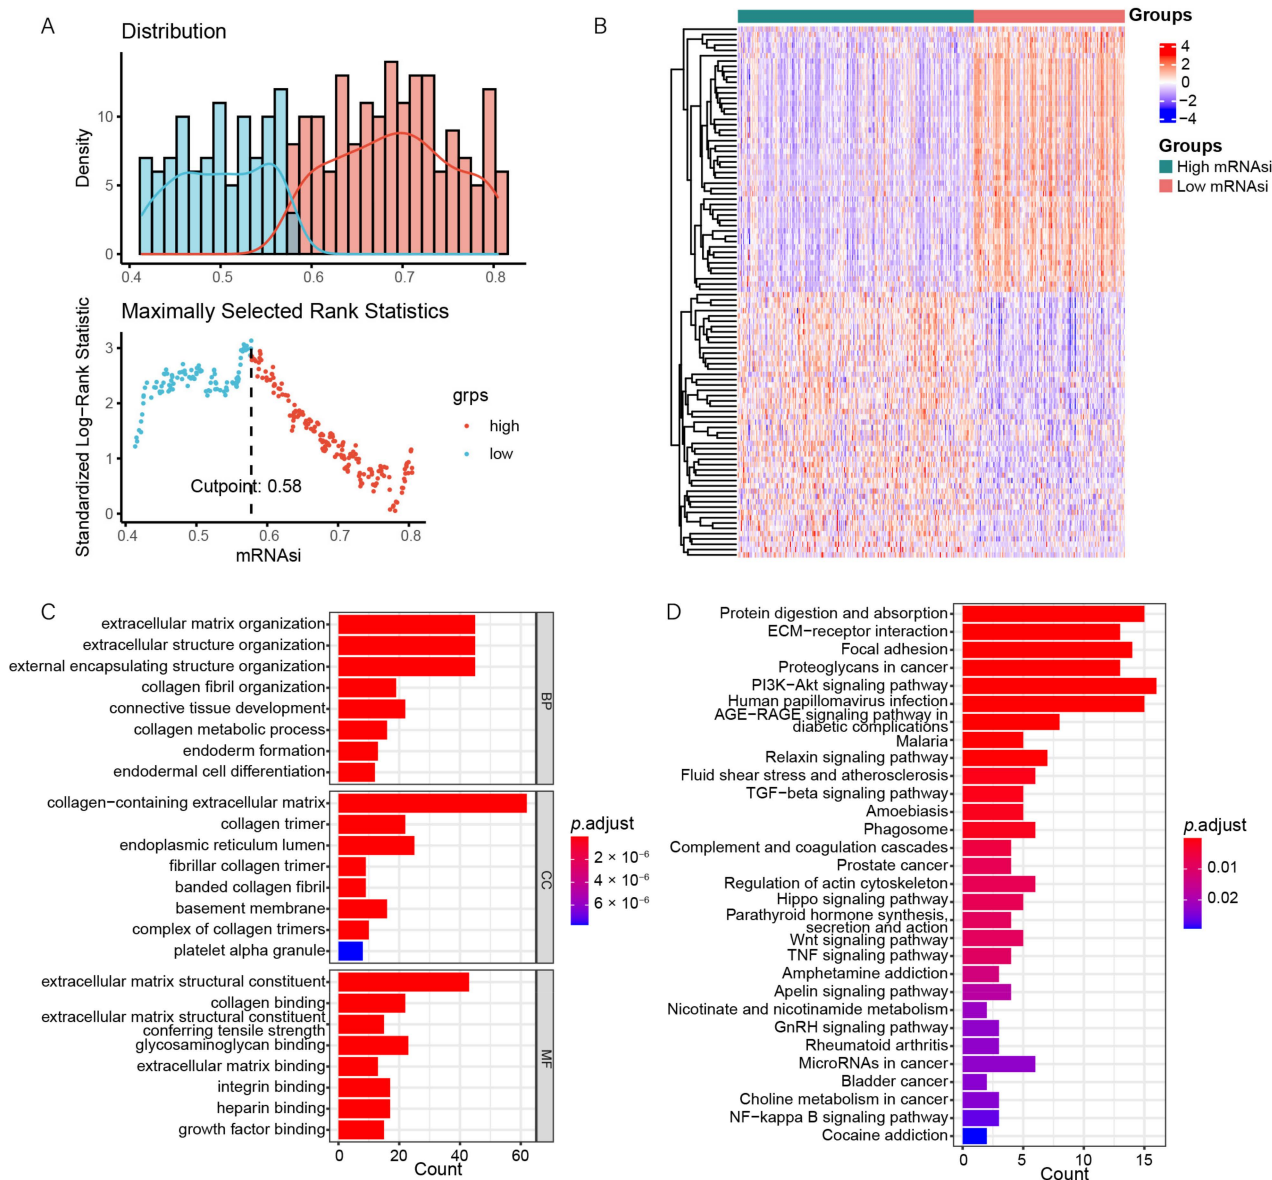 A
Distribution
Density
10
5
0
0.4
0.5
0.6
0.7
0.8
Maximally Selected Rank Statistics
Standardized Log−Rank Statistic
3
2
1
0
Cutpoint: 0.58
0.4
0.5
0.6
0.7
0.8
mRNAsi
grps
high
low
B
Groups
4
2
0
−2
−4
Groups
High mRNAsi
Low mRNAsi
C
extracellular matrix organization
extracellular structure organization
external encapsulating structure organization
collagen fibril organization
connective tissue development
collagen metabolic process
endoderm formation
endodermal cell differentiation
BP
collagen−containing extracellular matrix
collagen trimer
endoplasmic reticulum lumen
fibrillar collagen trimer
banded collagen fibril
basement membrane
complex of collagen trimers
platelet alpha granule
CC
extracellular matrix structural constituent
collagen binding
extracellular matrix structural constituent
conferring tensile strength
glycosaminoglycan binding
extracellular matrix binding
integrin binding
heparin binding
growth factor binding
MF
0
20
40
60
Count
p.adjust
2 × 10⁻⁶
4 × 10⁻⁶
6 × 10⁻⁶
D
Protein digestion and absorption
ECM−receptor interaction
Focal adhesion
Proteoglycans in cancer
PI3K−Akt signaling pathway
Human papillomavirus infection
AGE−RAGE signaling pathway in
diabetic complications
Malaria
Relaxin signaling pathway
Fluid shear stress and atherosclerosis
TGF−beta signaling pathway
Amoebiasis
Phagosome
Complement and coagulation cascades
Prostate cancer
Regulation of actin cytoskeleton
Hippo signaling pathway
Parathyroid hormone synthesis,
secretion and action
Wnt signaling pathway
TNF signaling pathway
Amphetamine addiction
Apelin signaling pathway
Nicotinate and nicotinamide metabolism
GnRH signaling pathway
Rheumatoid arthritis
MicroRNAs in cancer
Bladder cancer
Choline metabolism in cancer
NF−kappa B signaling pathway
Cocaine addiction
0
5
10
15
Count
p.adjust
0.01
0.02